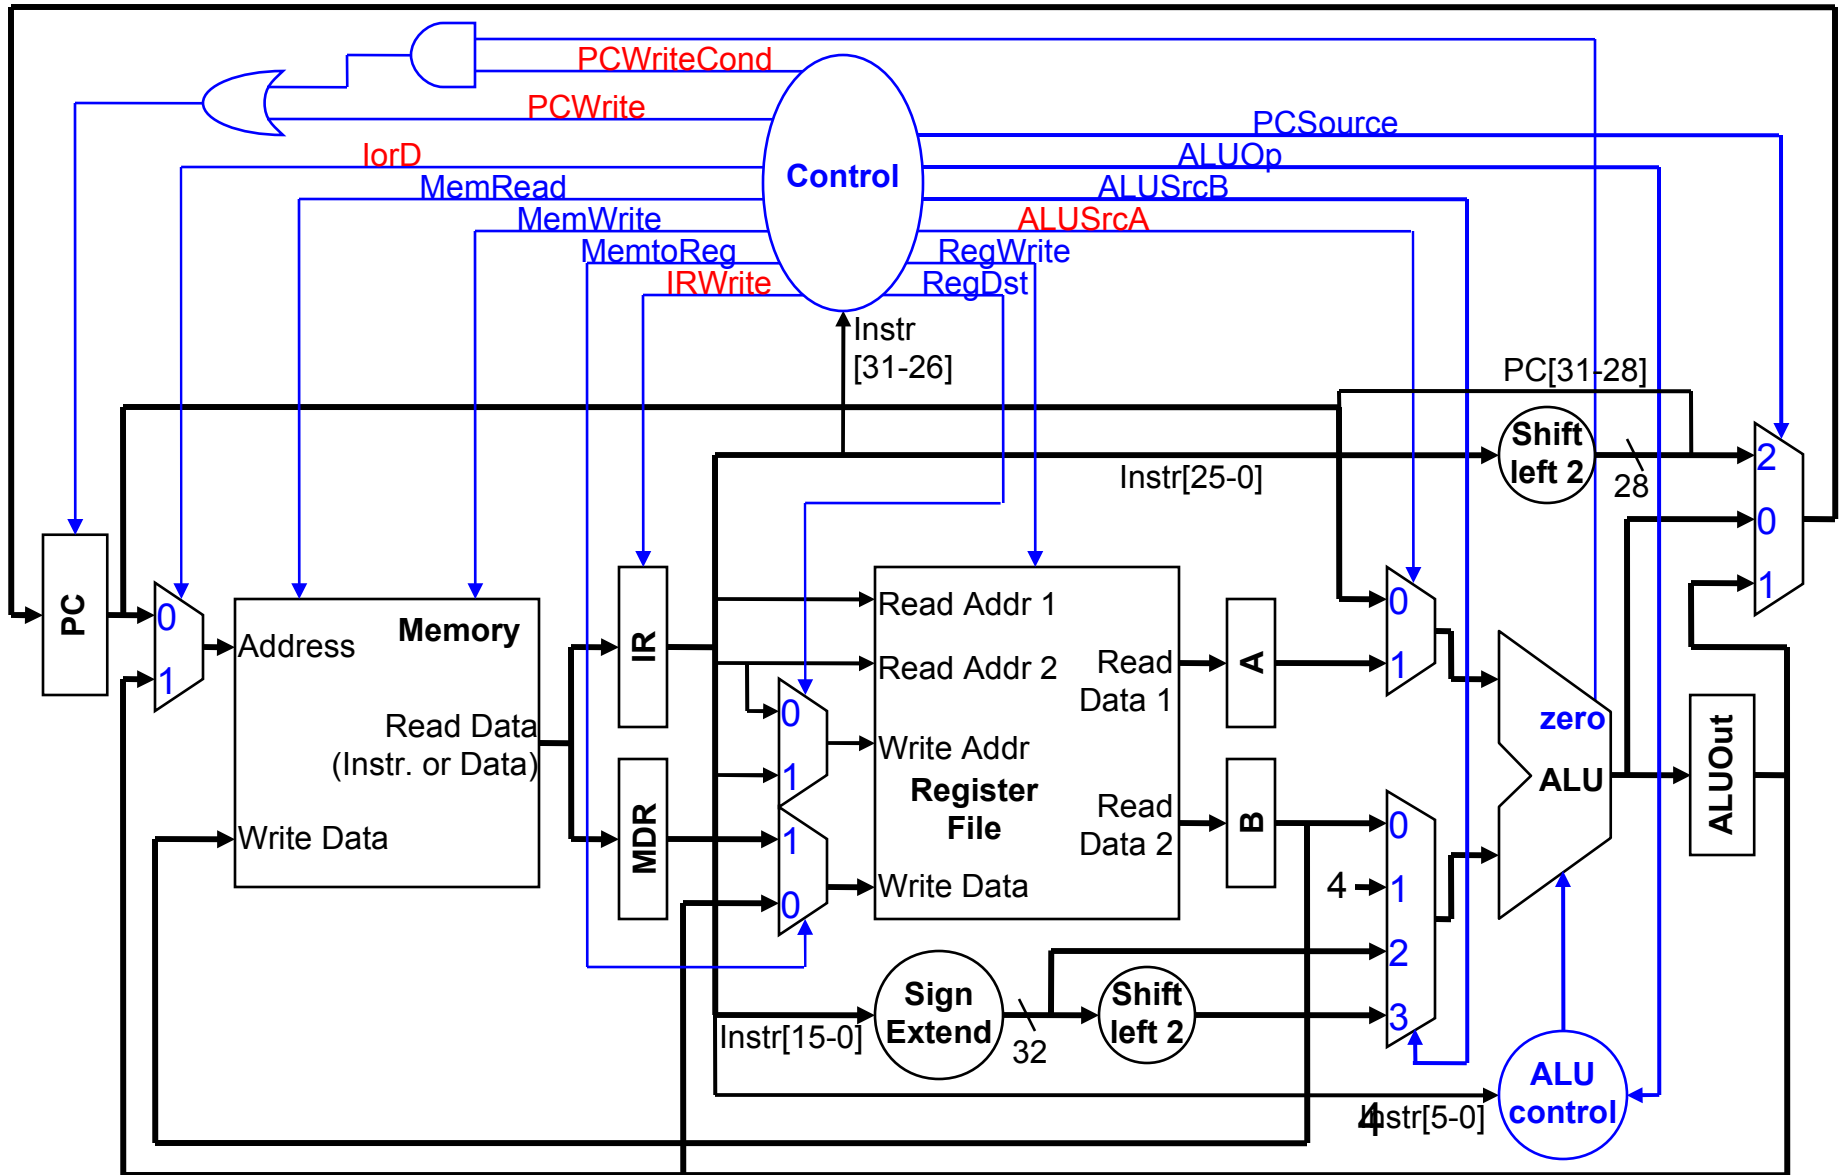 PCWriteCond
PCWrite
PCSource
IorD
ALUOp
Control
MemRead
ALUSrcB
MemWrite
ALUSrcA
MemtoReg
RegWrite
IRWrite
RegDst
Instr
[31-26]
PC[31-28]
Shift
left 2
Instr[25-0]
28
2
0
1
PC
0
1
Memory
Address
Read Data
(Instr. or Data)
Write Data
IR
MDR
0
1
1
0
Read Addr 1
Read Addr 2
Read
Data 1
Write Addr
Register
File
Read
Data 2
Write Data
A
B
0
1
0
4
1
2
3
zero
ALU
ALUOut
Sign
Extend
Instr[15-0]
32
Shift
left 2
ALU
control
4
Instr[5-0]